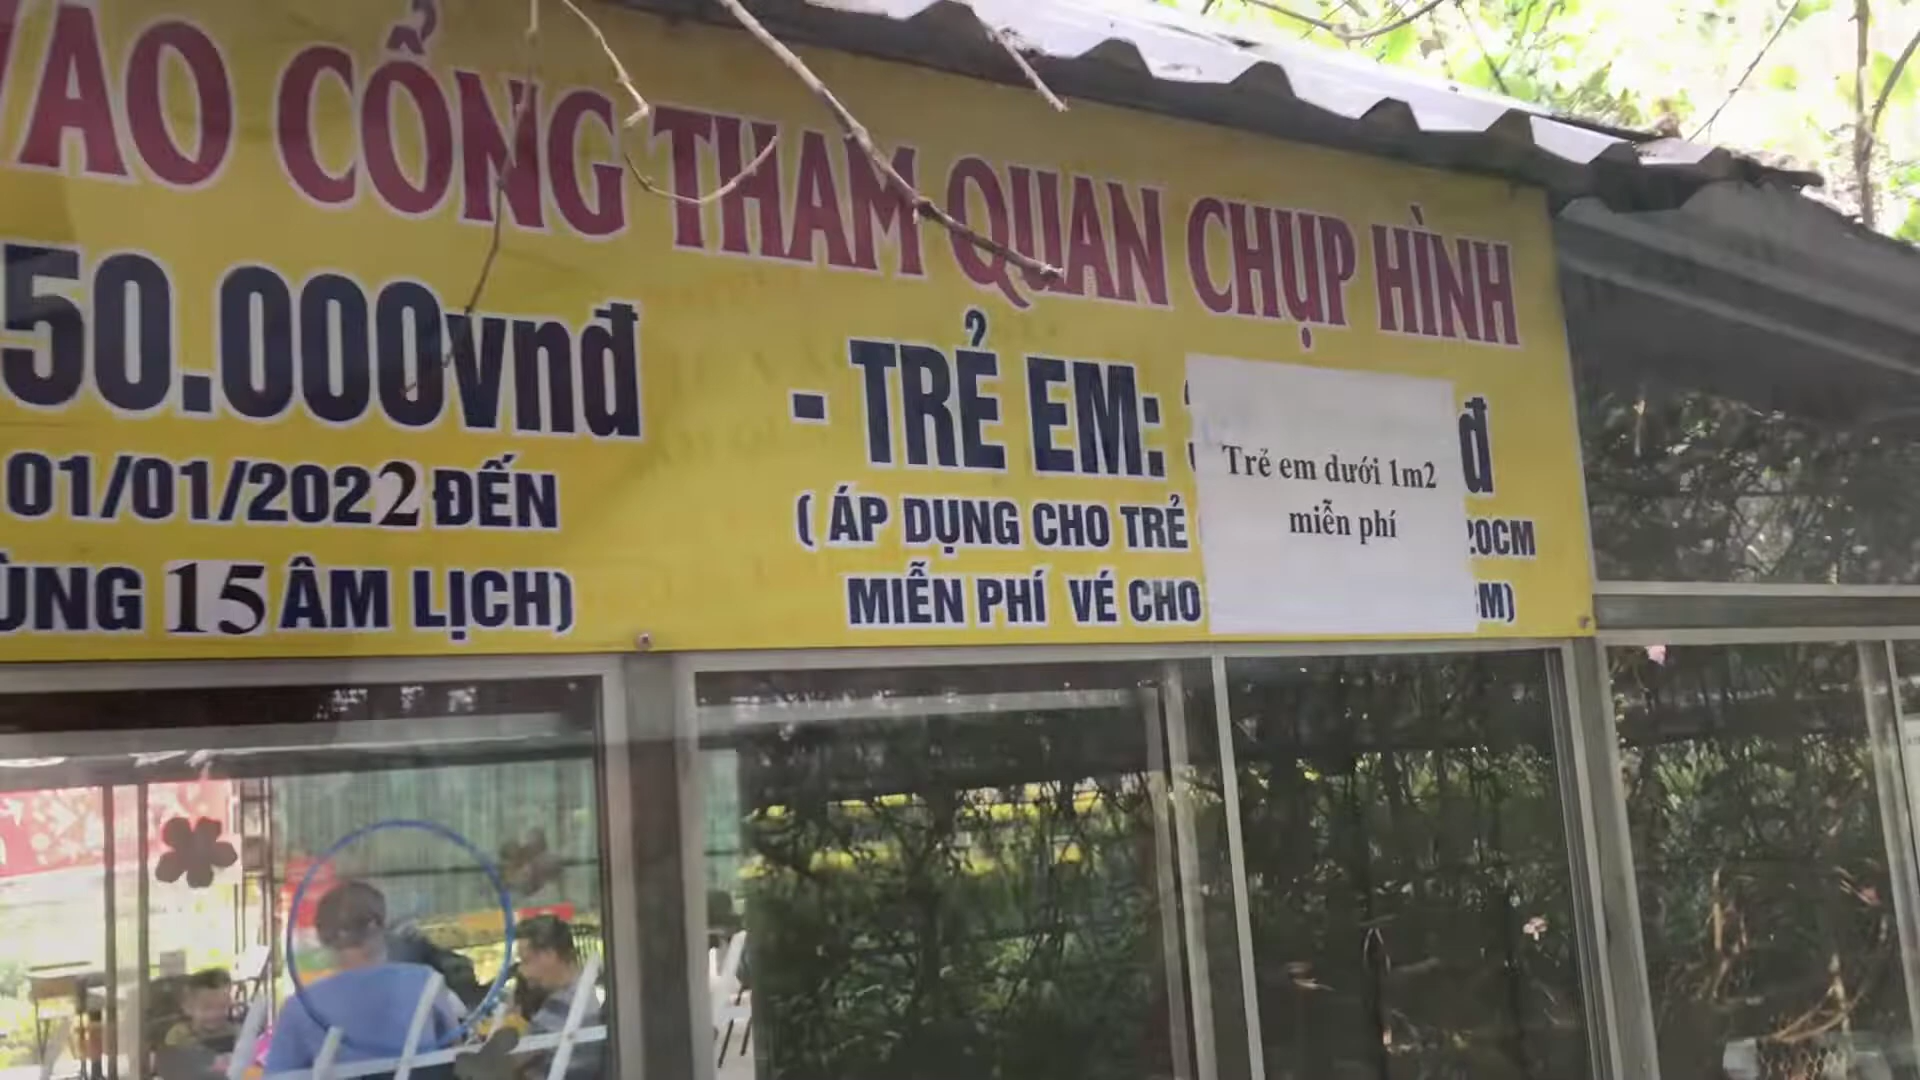 VÀO CỔNG THAM QUAN CHỤP HÌNH
50.000vnđ
01/01/2022 ĐẾN
ÙNG 15 ÂM LỊCH)
- TRẺ EM: đ
( ÁP DỤNG CHO TRẺ 20CM
MIỄN PHÍ VÉ CHO M)
Trẻ em dưới 1m2
miễn phí